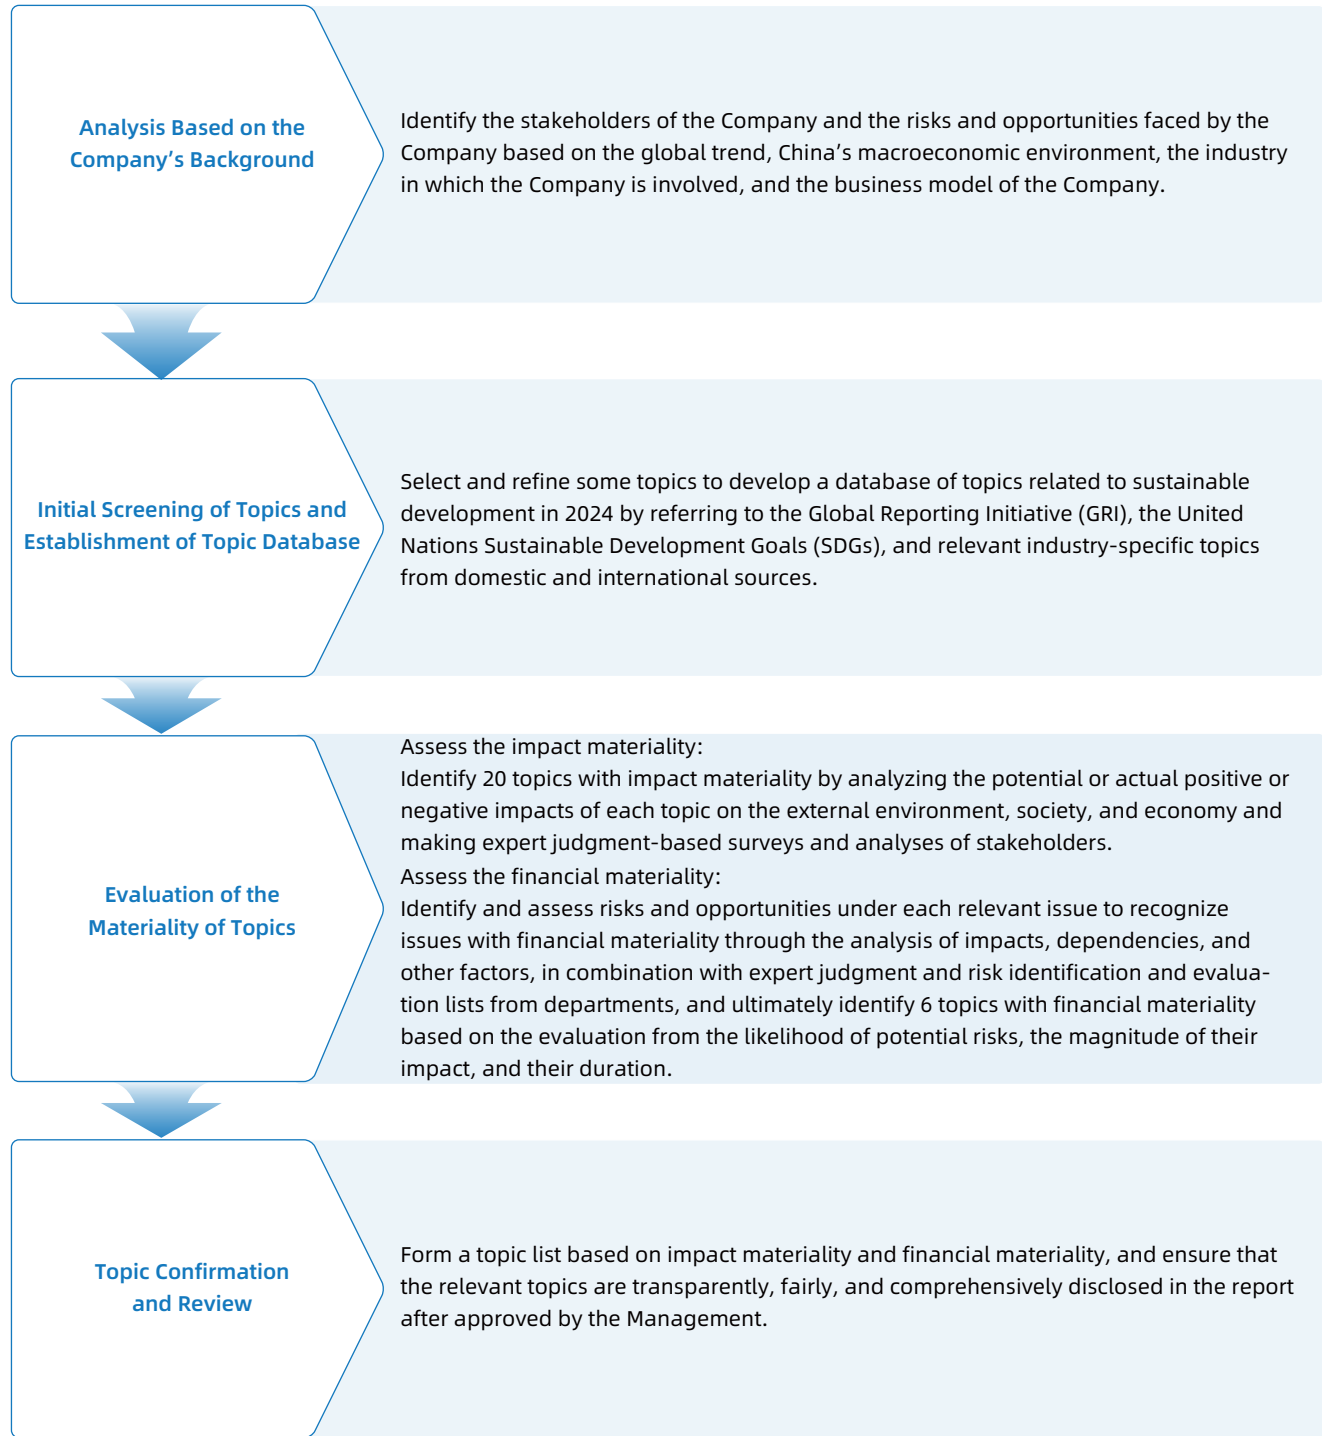 Analysis Based on the
Company's Background
Identify the stakeholders of the Company and the risks and opportunities faced by the
Company based on the global trend, China's macroeconomic environment, the industry
in which the Company is involved, and the business model of the Company.
Initial Screening of Topics and
Establishment of Topic Database
Select and refine some topics to develop a database of topics related to sustainable
development in 2024 by referring to the Global Reporting Initiative (GRI), the United
Nations Sustainable Development Goals (SDGs), and relevant industry-specific topics
from domestic and international sources.
Evaluation of the
Materiality of Topics
Assess the impact materiality:
Identify 20 topics with impact materiality by analyzing the potential or actual positive or
negative impacts of each topic on the external environment, society, and economy and
making expert judgment-based surveys and analyses of stakeholders.
Assess the financial materiality:
Identify and assess risks and opportunities under each relevant issue to recognize
issues with financial materiality through the analysis of impacts, dependencies, and
other factors, in combination with expert judgment and risk identification and evalua-
tion lists from departments, and ultimately identify 6 topics with financial materiality
based on the evaluation from the likelihood of potential risks, the magnitude of their
impact, and their duration.
Topic Confirmation
and Review
Form a topic list based on impact materiality and financial materiality, and ensure that
the relevant topics are transparently, fairly, and comprehensively disclosed in the report
after approved by the Management.